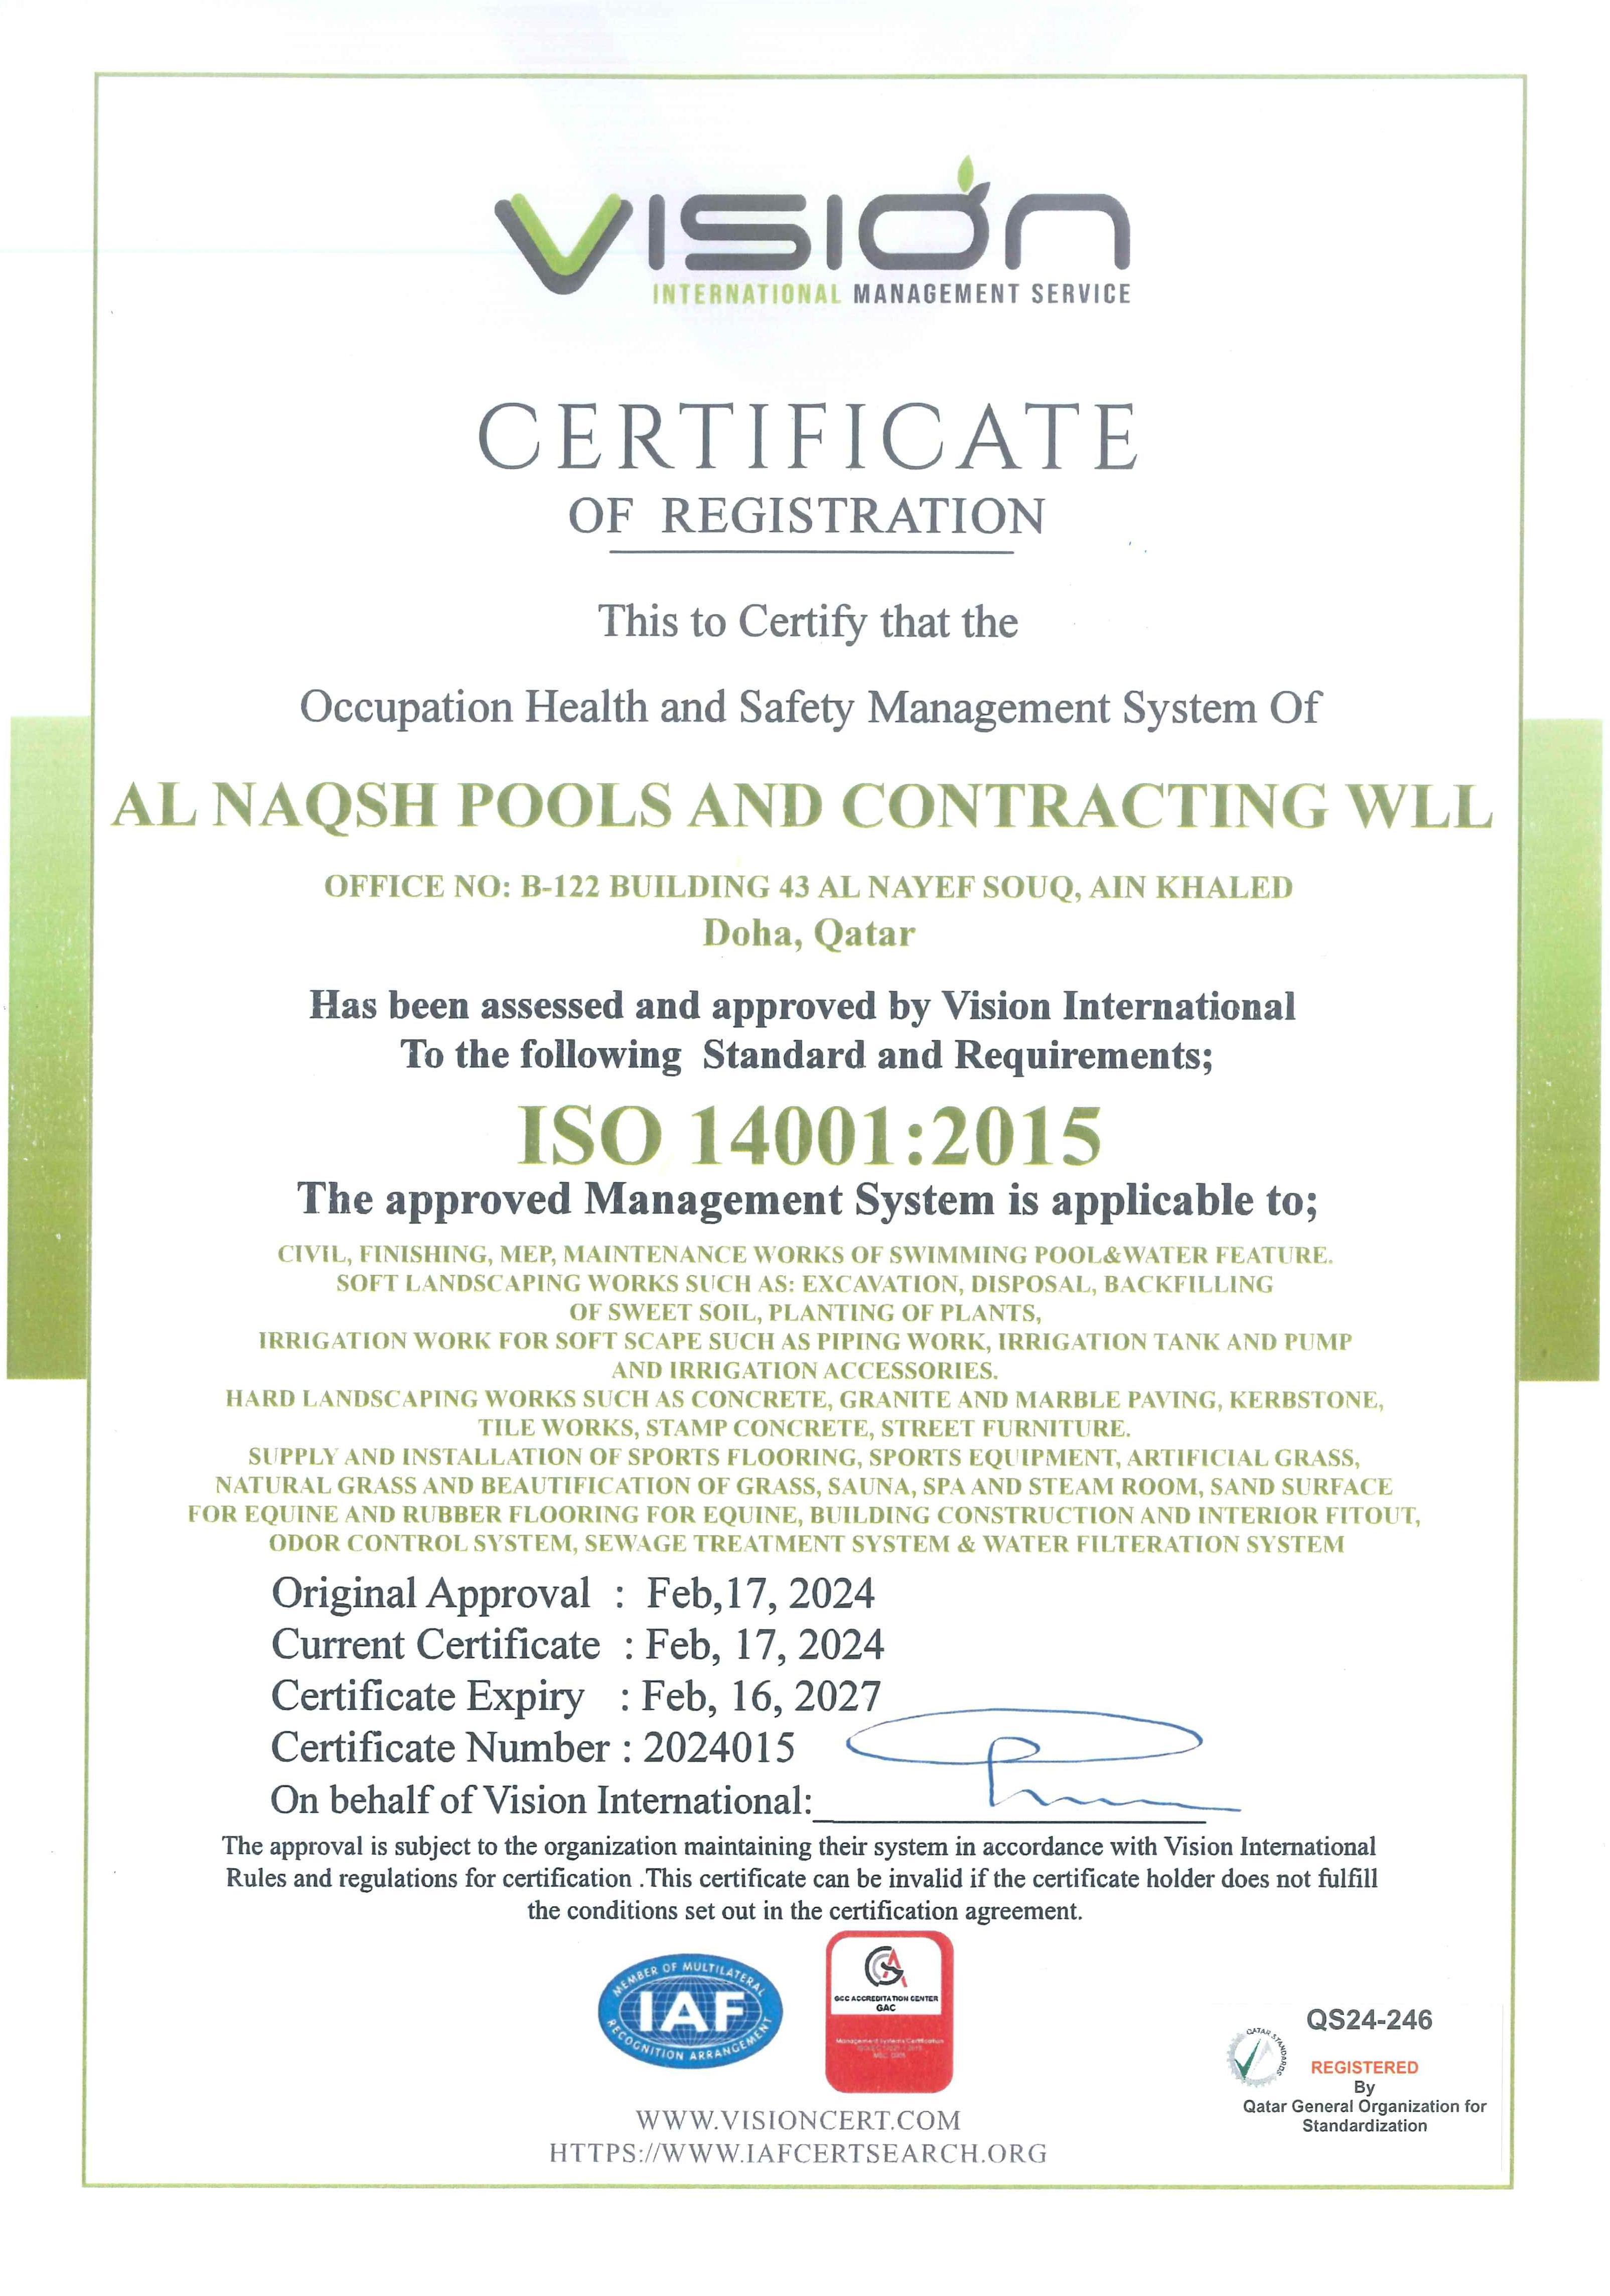 VISION
INTERNATIONAL MANAGEMENT SERVICE
CERTIFICATE
OF REGISTRATION
This to Certify that the
Occupation Health and Safety Management System Of
AL NAQSH POOLS AND CONTRACTING WLL
OFFICE NO: B-122 BUILDING 43 AL NAYEF SOUQ, AIN KHALED
Doha, Qatar
Has been assessed and approved by Vision International
To the following Standard and Requirements;
ISO 14001:2015
The approved Management System is applicable to;
CIVIL, FINISHING, MEP, MAINTENANCE WORKS OF SWIMMING POOL&WATER FEATURE.
SOFT LANDSCAPING WORKS SUCH AS: EXCAVATION, DISPOSAL, BACKFILLING
OF SWEET SOIL, PLANTING OF PLANTS,
IRRIGATION WORK FOR SOFT SCAPE SUCH AS PIPING WORK, IRRIGATION TANK AND PUMP
AND IRRIGATION ACCESSORIES.
HARD LANDSCAPING WORKS SUCH AS CONCRETE, GRANITE AND MARBLE PAVING, KERBSTONE,
TILE WORKS, STAMP CONCRETE, STREET FURNITURE.
SUPPLY AND INSTALLATION OF SPORTS FLOORING, SPORTS EQUIPMENT, ARTIFICIAL GRASS,
NATURAL GRASS AND BEAUTIFICATION OF GRASS, SAUNA, SPA AND STEAM ROOM, SAND SURFACE
FOR EQUINE AND RUBBER FLOORING FOR EQUINE, BUILDING CONSTRUCTION AND INTERIOR FITOUT,
ODOR CONTROL SYSTEM, SEWAGE TREATMENT SYSTEM & WATER FILTERATION SYSTEM
Original Approval : Feb,17, 2024
Current Certificate : Feb, 17, 2024
Certificate Expiry : Feb, 16, 2027
Certificate Number : 2024015
On behalf of Vision International:
The approval is subject to the organization maintaining their system in accordance with Vision International
Rules and regulations for certification .This certificate can be invalid if the certificate holder does not fulfill
the conditions set out in the certification agreement.
MEMBER OF MULTILATERAL
IAF
RECOGNITION ARRANGEMENT
GCC ACCREDITATION CENTER
GAC
Management Systems Certification
QS24-246
QATAR STANDARDS
REGISTERED
By
Qatar General Organization for
Standardization
WWW.VISIONCERT.COM
HTTPS://WWW.IAFCERTSEARCH.ORG